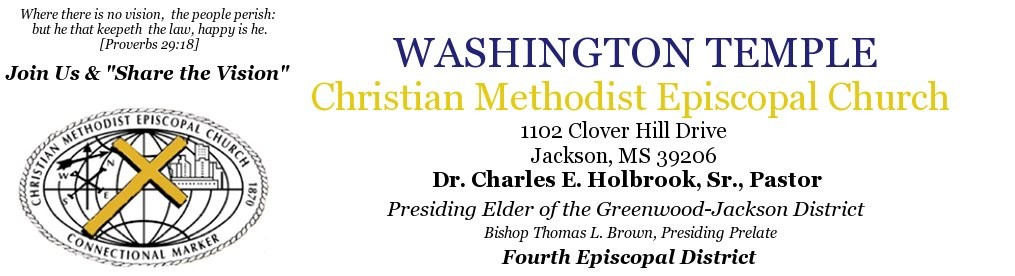 Where there is no vision, the people perish:
but he that keepeth the law, happy is he.
[Proverbs 29:18]
Join Us & "Share the Vision"
CHRISTIAN METHODIST EPISCOPAL CHURCH 1870
W N
S E
CONNECTIONAL MARKER
WASHINGTON TEMPLE
Christian Methodist Episcopal Church
1102 Clover Hill Drive
Jackson, MS 39206
Dr. Charles E. Holbrook, Sr., Pastor
Presiding Elder of the Greenwood-Jackson District
Bishop Thomas L. Brown, Presiding Prelate
Fourth Episcopal District